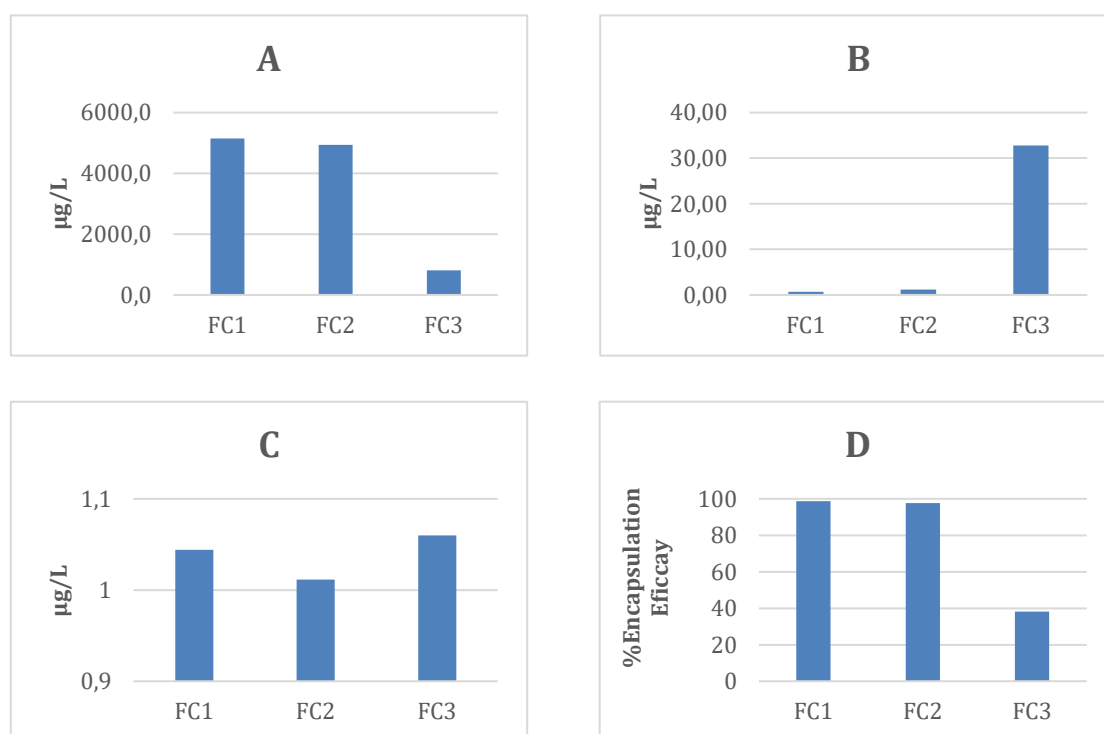 A
µg/L
6000,0
4000,0
2000,0
0,0
FC1 FC2 FC3
B
µg/L
40,00
30,00
20,00
10,00
0,00
FC1 FC2 FC3
C
µg/L
1,1
1
0,9
FC1 FC2 FC3
D
%Encapsulation
Eficcay
100
80
60
40
20
0
FC1 FC2 FC3